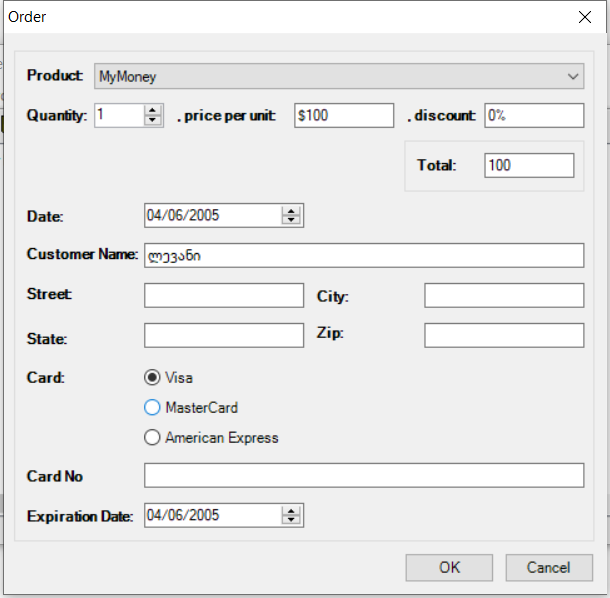 Order
Product: MyMoney
Quantity: 1 , price per unit: $100 , discount: 0%
Total: 100
Date: 04/06/2005
Customer Name: ლევანი
Street: City:
State: Zip:
Card: Visa
MasterCard
American Express
Card No
Expiration Date: 04/06/2005
OK Cancel